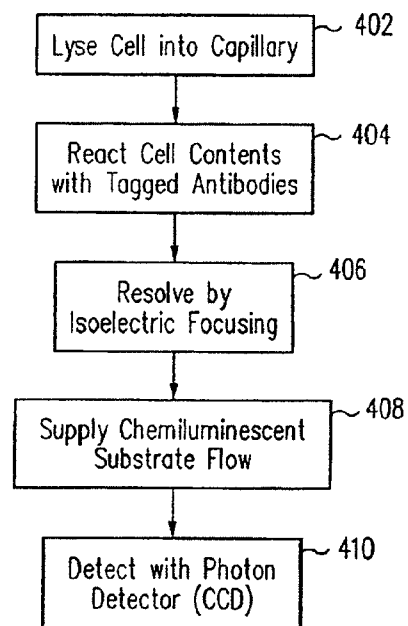 Lyse Cell into Capillary
402
React Cell Contents
with Tagged Antibodies
404
Resolve by
Isoelectric Focusing
406
Supply Chemiluminescent
Substrate Flow
408
Detect with Photon
Detector (CCD)
410